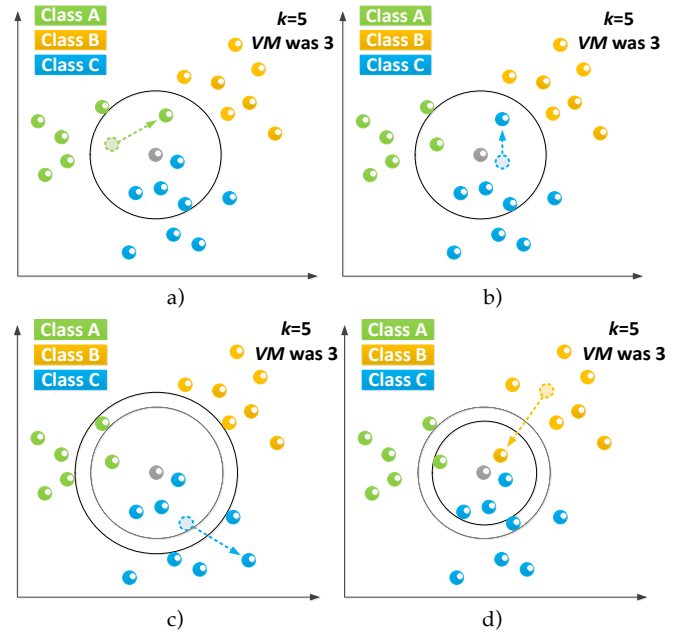 Class A
Class B
Class C
k=5
VM was 3
a)
Class A
Class B
Class C
k=5
VM was 3
b)
Class A
Class B
Class C
k=5
VM was 3
c)
Class A
Class B
Class C
k=5
VM was 3
d)